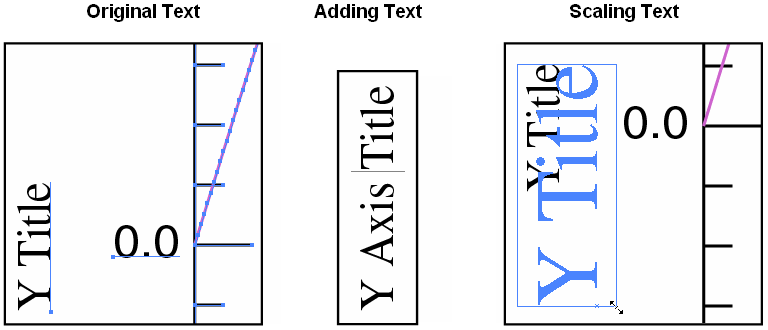 Original Text
Adding Text
Scaling Text
Y Title
0.0
Y Axis Title
Y Title
Y Title
0.0